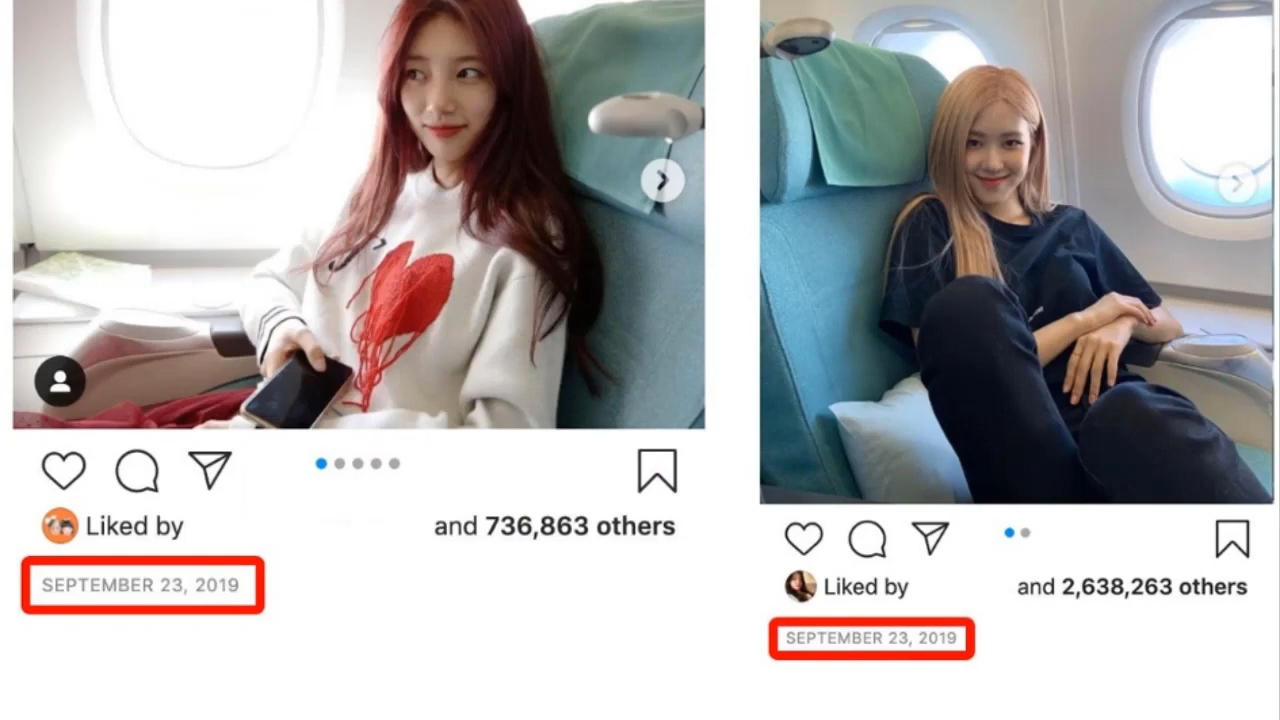 Liked by and 736,863 others
SEPTEMBER 23, 2019
Liked by and 2,638,263 others
SEPTEMBER 23, 2019